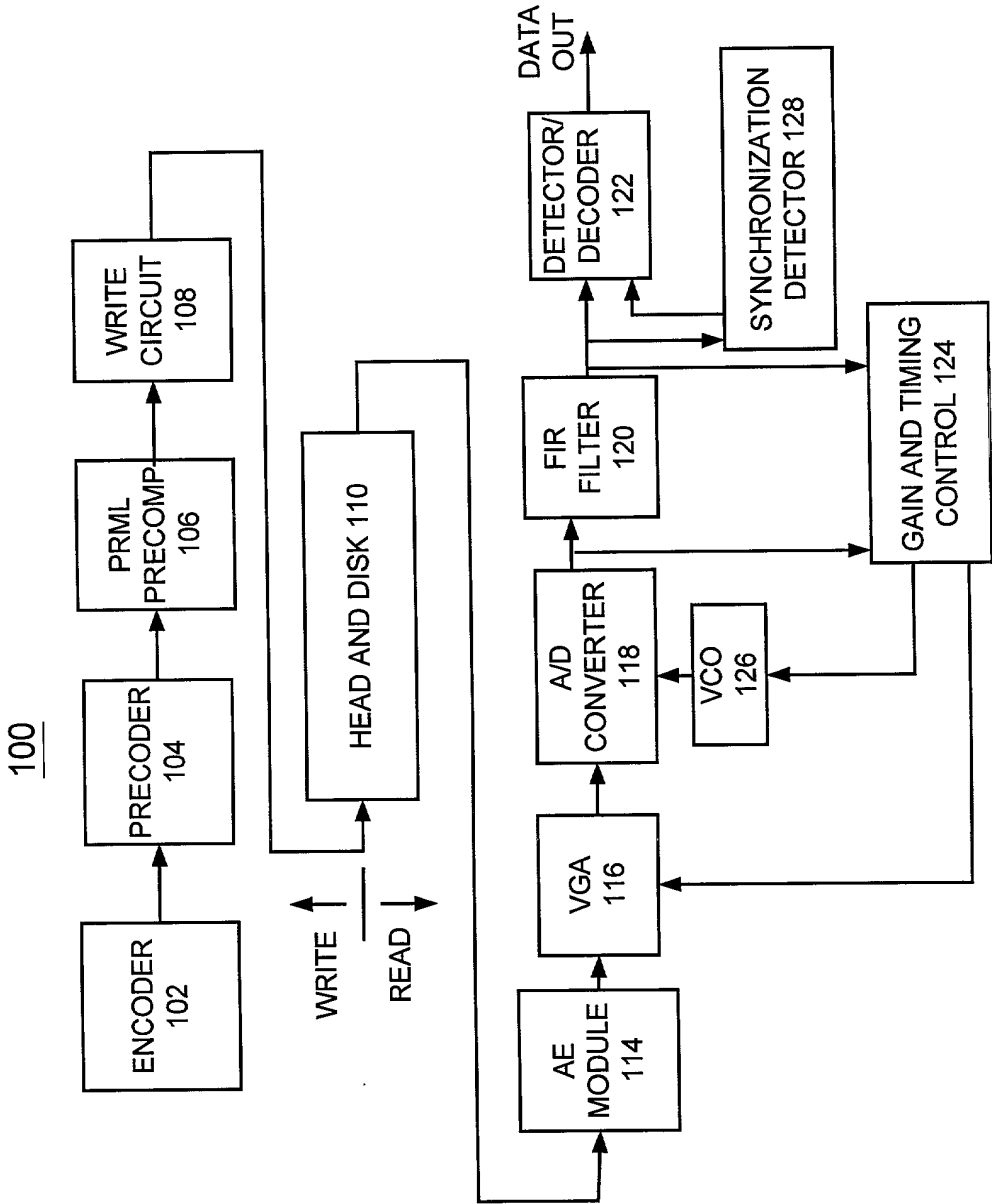 100
ENCODER
102
PRECODER
104
PRML
PRECOMP
106
WRITE
CIRCUIT
108
WRITE
READ
HEAD AND DISK 110
AE
MODULE
114
VGA
116
A/D
CONVERTER
118
FIR
FILTER
120
DETECTOR/
DECODER
122
DATA
OUT
VCO
126
SYNCHRONIZATION
DETECTOR 128
GAIN AND TIMING
CONTROL 124